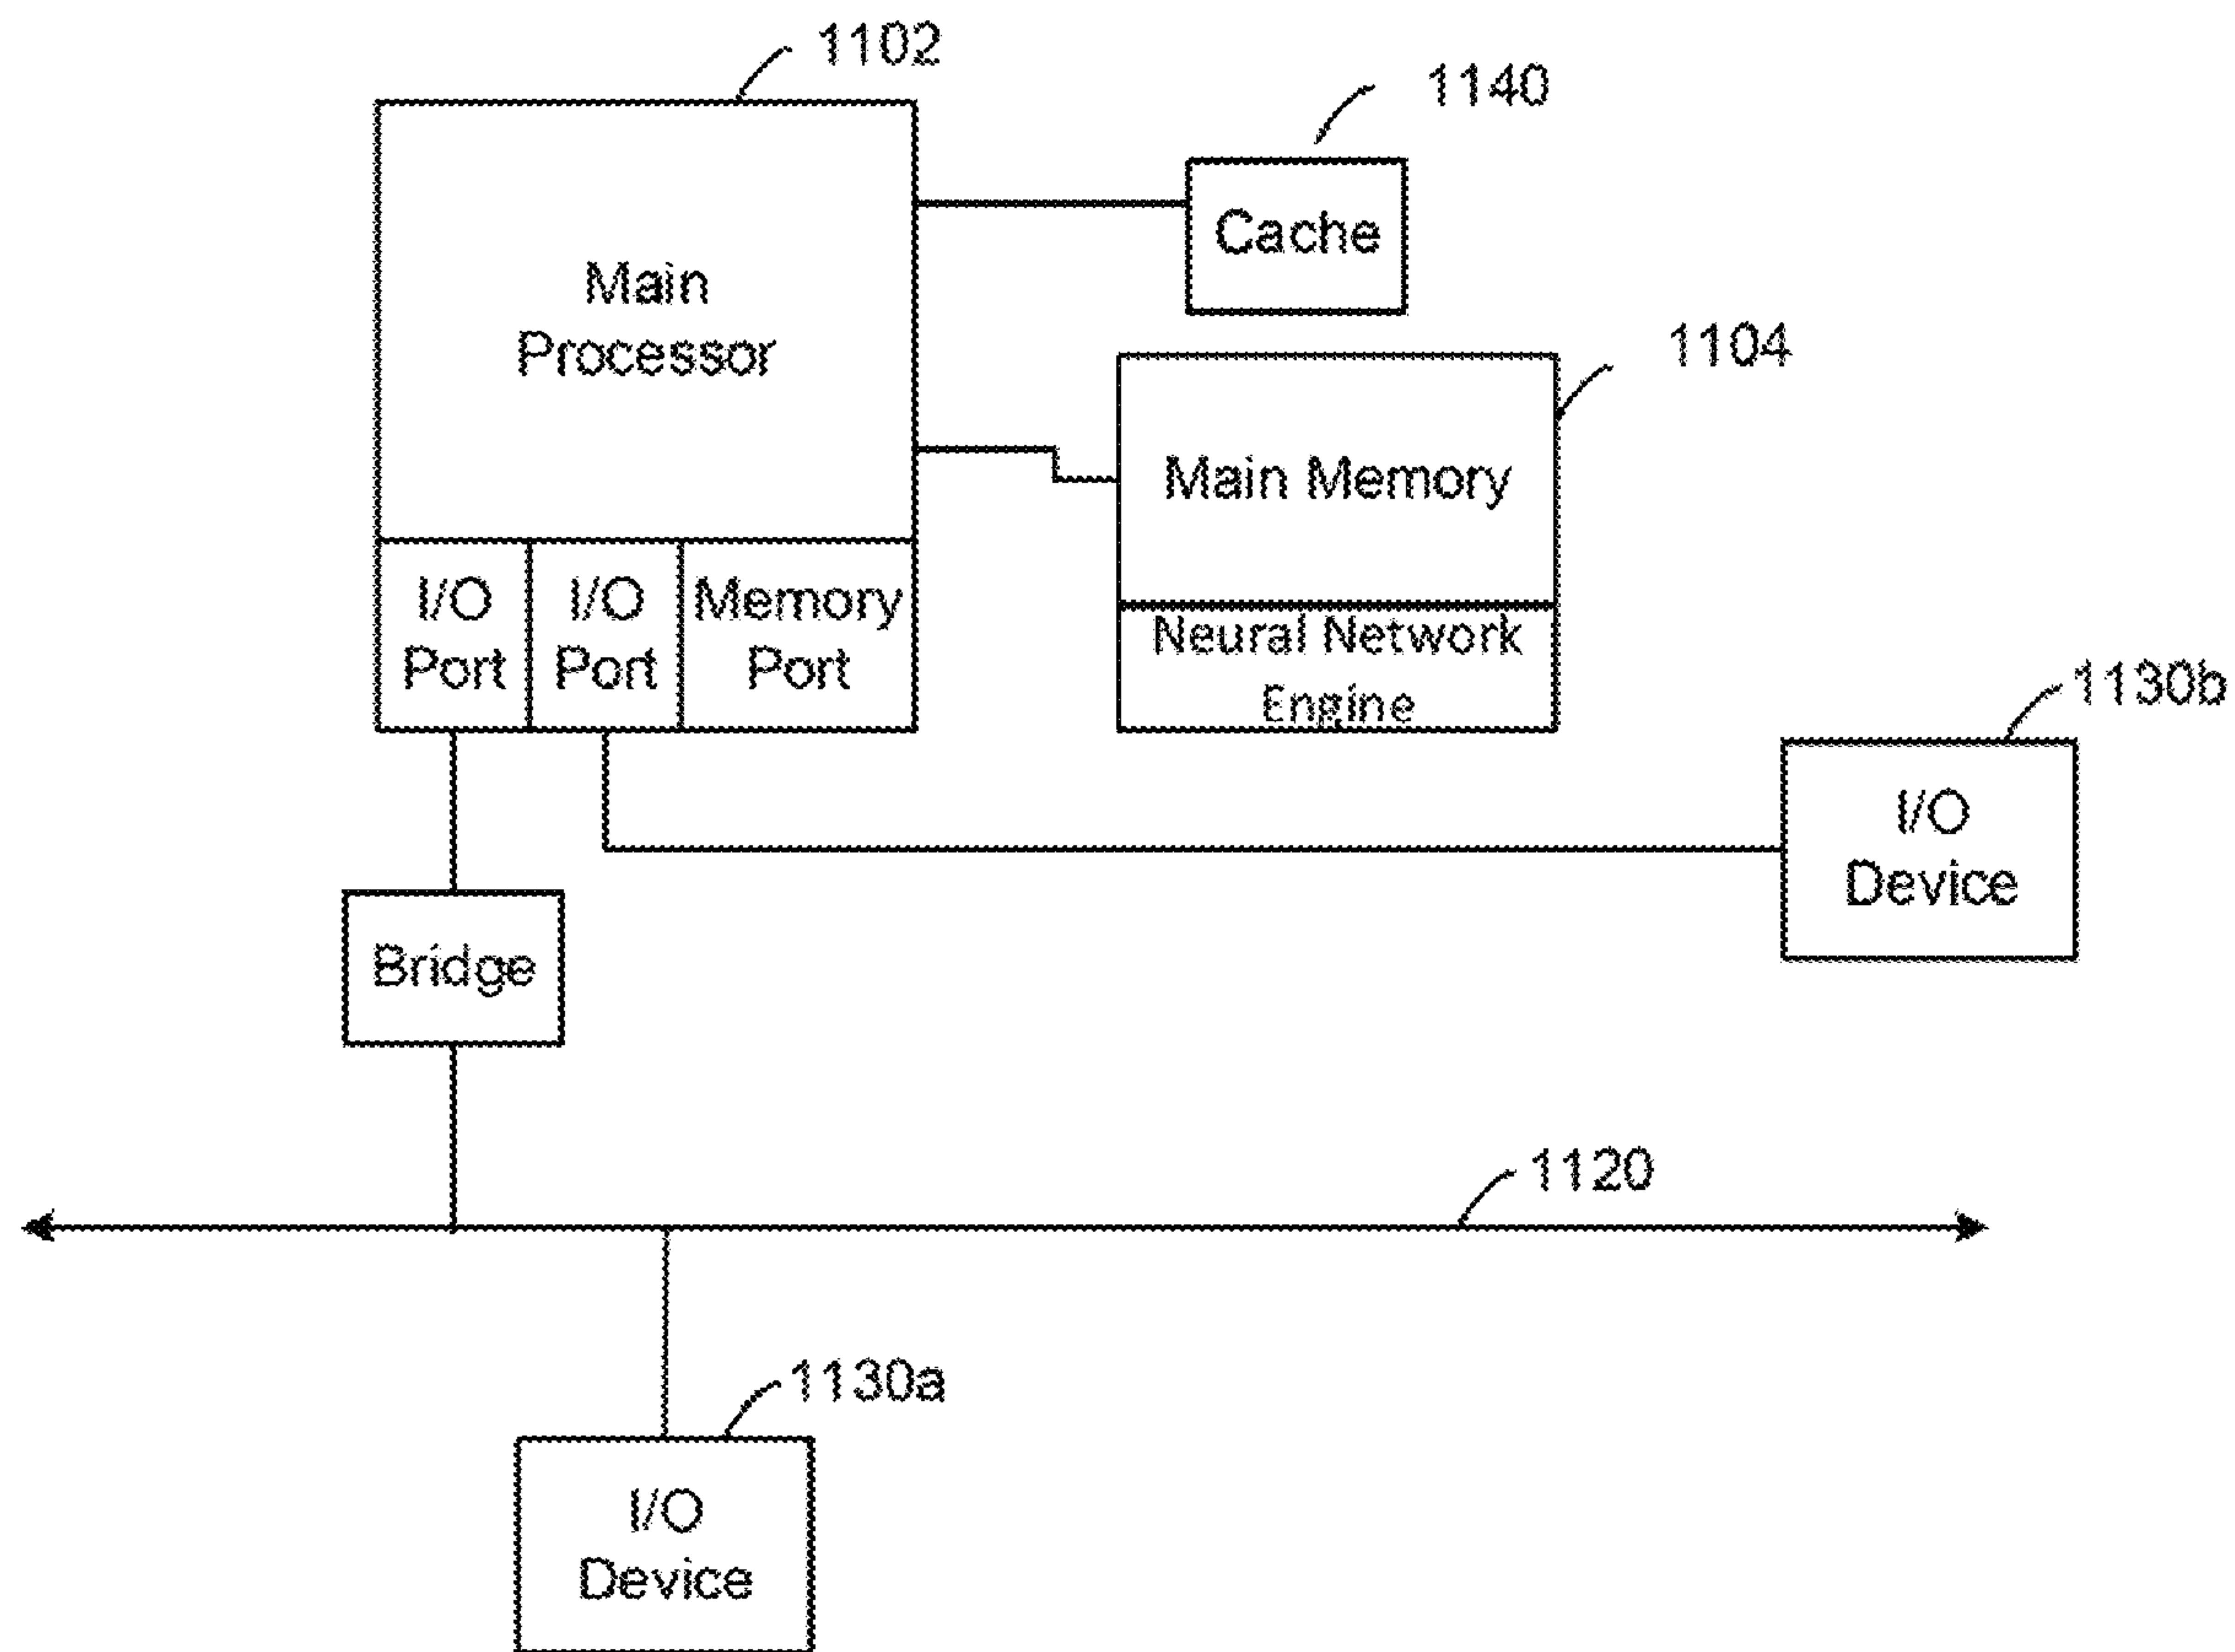 1102
1140
Cache
Main
Processor
1104
Main Memory
I/O
Port
I/O
Port
Memory
Port
Neural Network
Engine
1130b
I/O
Device
Bridge
1120
1130a
I/O
Device